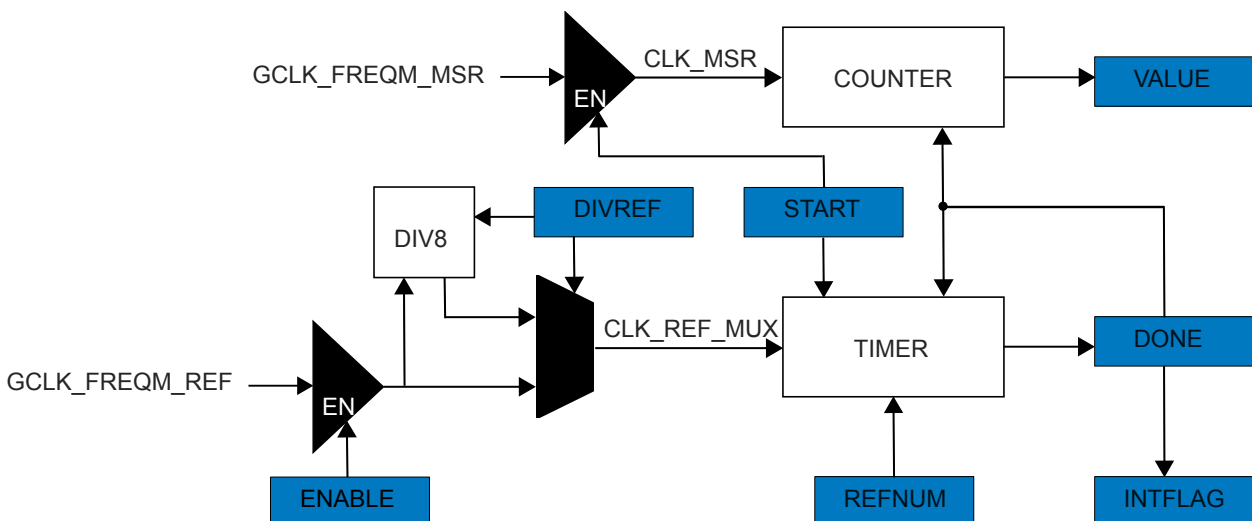 CLK_MSR
GCLK_FREQM_MSR
COUNTER
VALUE
EN
DIVREF
START
DIV8
CLK_REF_MUX
TIMER
DONE
GCLK_FREQM_REF
EN
ENABLE
REFNUM
INTFLAG